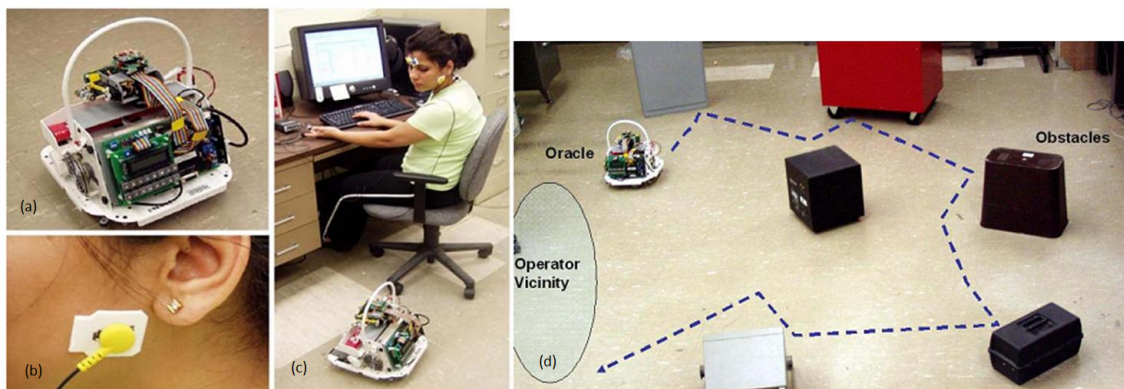 (a)
(b)
(c)
Oracle
Obstacles
Operator
Vicinity
(d)